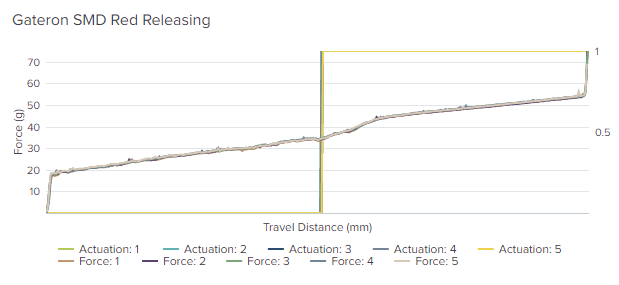 Gateron SMD Red Releasing
70
60
50
40
30
20
10
Force (g)
1
0.5
Travel Distance (mm)
Actuation: 1 Actuation: 2 Actuation: 3 Actuation: 4 Actuation: 5
Force: 1 Force: 2 Force: 3 Force: 4 Force: 5